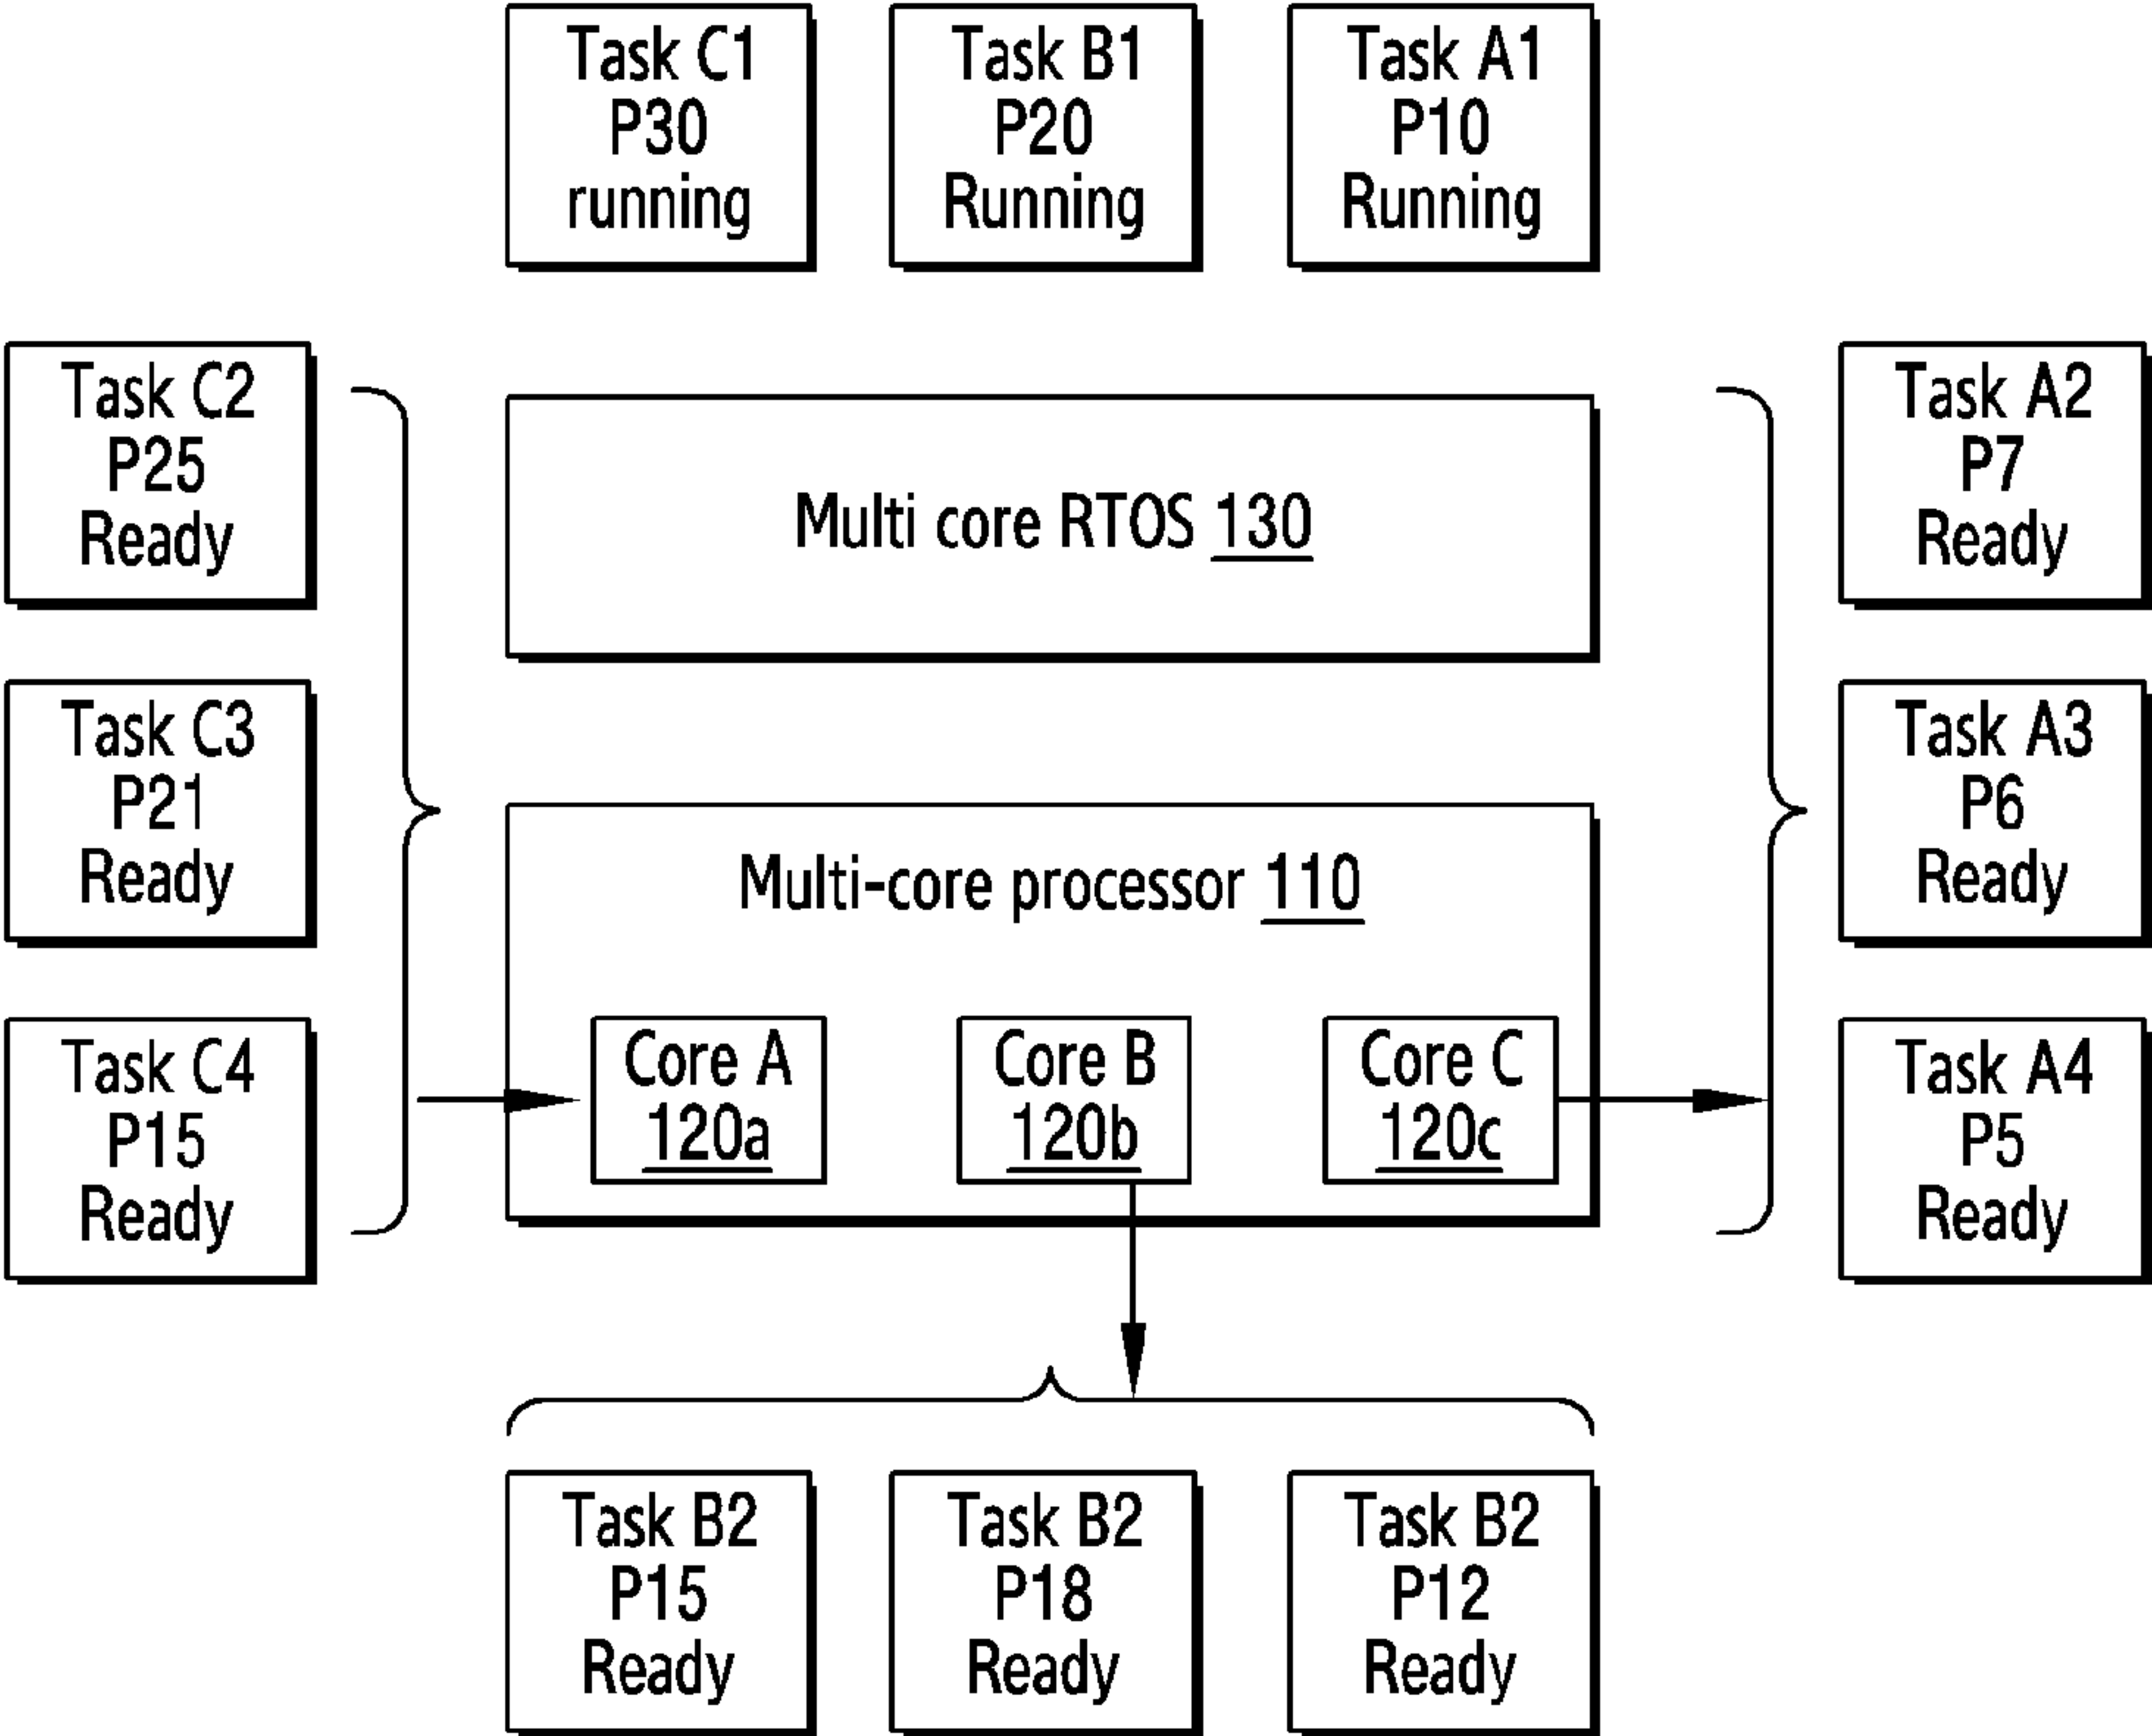 Task C1
P30
running
Task B1
P20
Running
Task A1
P10
Running
Task C2
P25
Ready
Task C3
P21
Ready
Task C4
P15
Ready
Multi core RTOS 130
Multi-core processor 110
Core A
120a
Core B
120b
Core C
120c
Task A2
P7
Ready
Task A3
P6
Ready
Task A4
P5
Ready
Task B2
P15
Ready
Task B2
P18
Ready
Task B2
P12
Ready